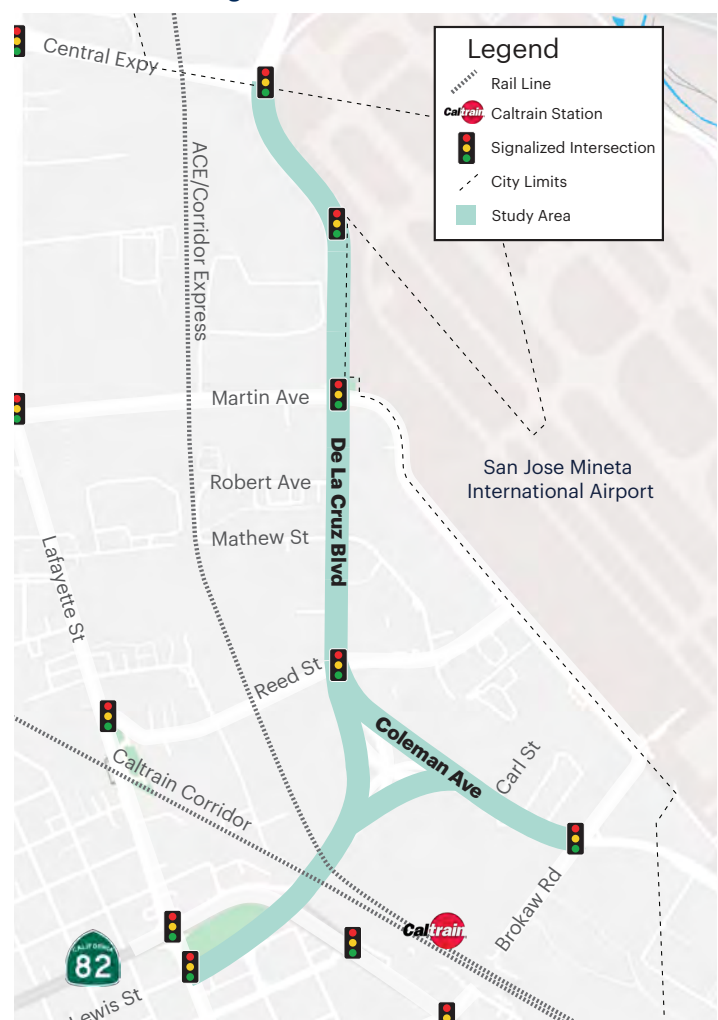 Central Expy
Legend
Rail Line
Caltrain
Caltrain Station
Signalized Intersection
City Limits
Study Area
ACE/Corridor Express
Martin Ave
San Jose Mineta
International Airport
De La Cruz Blvd
Robert Ave
Mathew St
Lafayette St
Reed St
Coleman Ave
Carl St
Caltrain Corridor
Brokaw Rd
Caltrain
CALIFORNIA
82
Lewis St